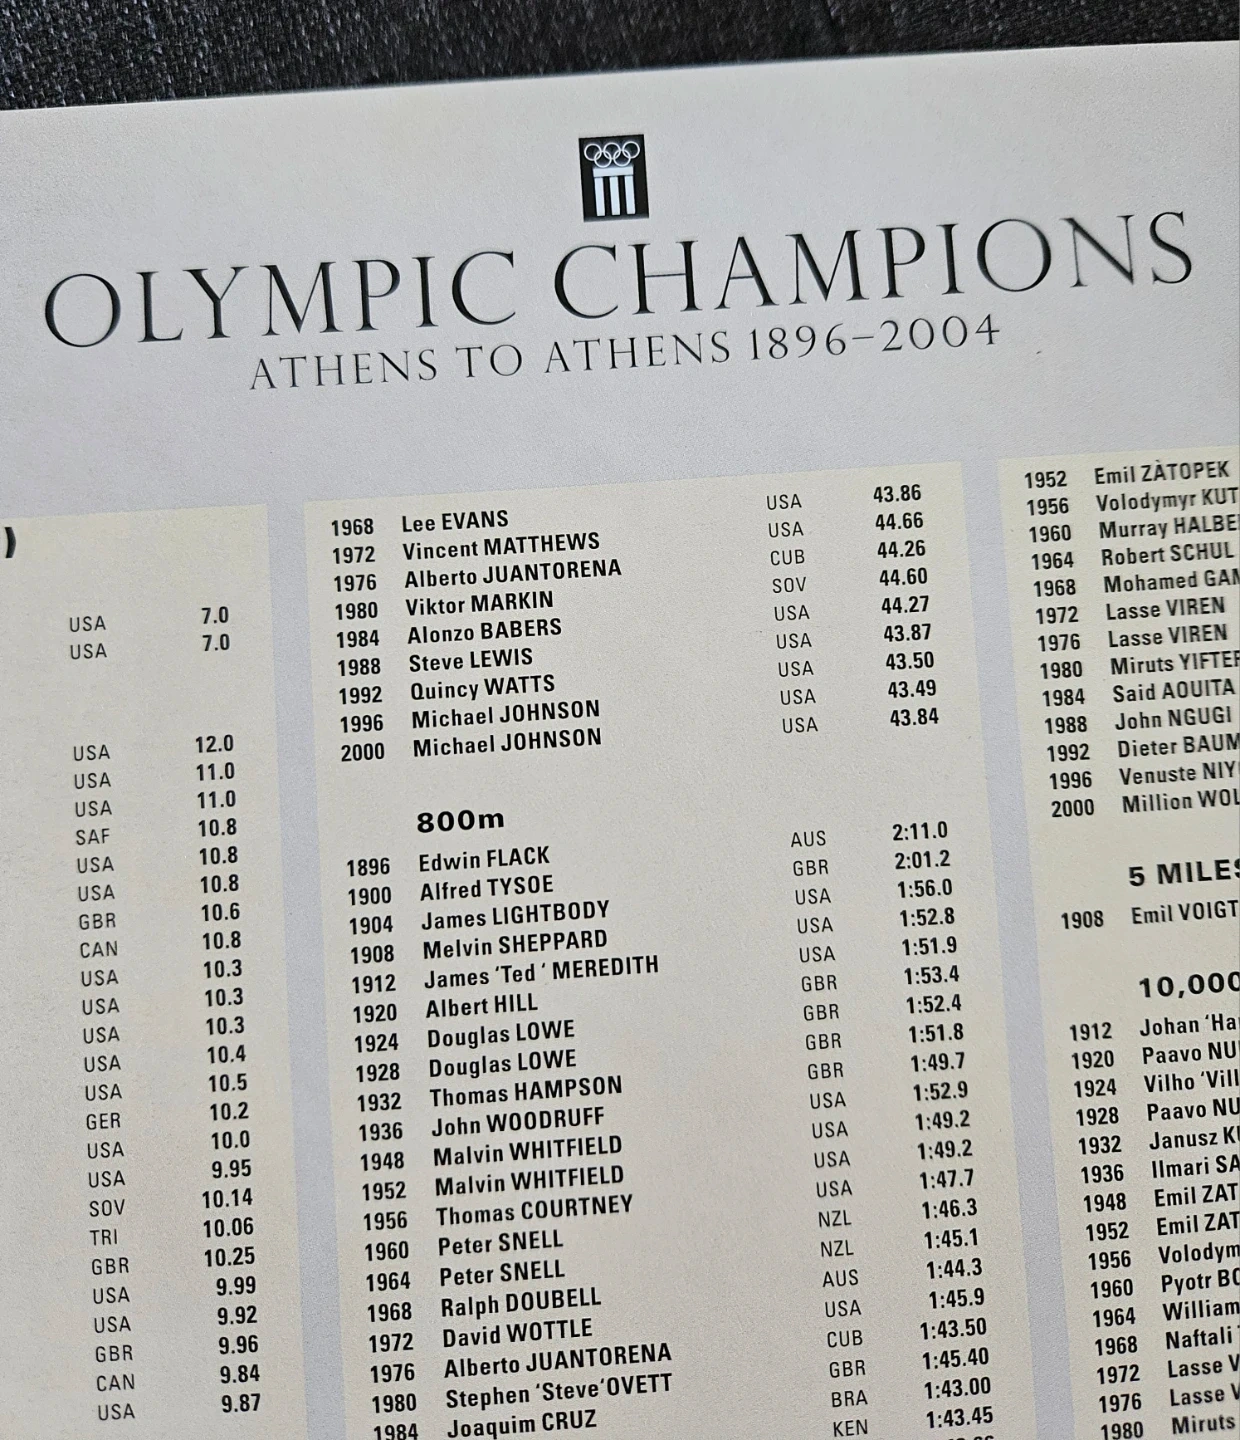 OLYMPIC CHAMPIONS
ATHENS TO ATHENS 1896–2004
)
USA 7.0
USA 7.0
USA 12.0
USA 11.0
USA 11.0
SAF 10.8
USA 10.8
USA 10.8
GBR 10.6
CAN 10.8
USA 10.3
USA 10.3
USA 10.3
USA 10.4
USA 10.5
GER 10.2
USA 10.0
USA 9.95
SOV 10.14
TRI 10.06
GBR 10.25
USA 9.99
USA 9.92
GBR 9.96
CAN 9.84
USA 9.87
1968 Lee EVANS USA 43.86
1972 Vincent MATTHEWS USA 44.66
1976 Alberto JUANTORENA CUB 44.26
1980 Viktor MARKIN SOV 44.60
1984 Alonzo BABERS USA 44.27
1988 Steve LEWIS USA 43.87
1992 Quincy WATTS USA 43.50
1996 Michael JOHNSON USA 43.49
2000 Michael JOHNSON USA 43.84
800m
1896 Edwin FLACK AUS 2:11.0
1900 Alfred TYSOE GBR 2:01.2
1904 James LIGHTBODY USA 1:56.0
1908 Melvin SHEPPARD USA 1:52.8
1912 James 'Ted ' MEREDITH USA 1:51.9
1920 Albert HILL GBR 1:53.4
1924 Douglas LOWE GBR 1:52.4
1928 Douglas LOWE GBR 1:51.8
1932 Thomas HAMPSON GBR 1:49.7
1936 John WOODRUFF USA 1:52.9
1948 Malvin WHITFIELD USA 1:49.2
1952 Malvin WHITFIELD USA 1:49.2
1956 Thomas COURTNEY USA 1:47.7
1960 Peter SNELL NZL 1:46.3
1964 Peter SNELL NZL 1:45.1
1968 Ralph DOUBELL AUS 1:44.3
1972 David WOTTLE USA 1:45.9
1976 Alberto JUANTORENA CUB 1:43.50
1980 Stephen 'Steve'OVETT GBR 1:45.40
1984 Joaquim CRUZ BRA 1:43.00
KEN 1:43.45
1952 Emil ZÀTOPEK
1956 Volodymyr KUT
1960 Murray HALBE
1964 Robert SCHUL
1968 Mohamed GAM
1972 Lasse VIREN
1976 Lasse VIREN
1980 Miruts YIFTER
1984 Said AOUITA
1988 John NGUGI
1992 Dieter BAUM
1996 Venuste NIY
2000 Million WOL
5 MILES
1908 Emil VOIGT
10,000
1912 Johan 'Ha
1920 Paavo NU
1924 Vilho 'Vill
1928 Paavo NU
1932 Janusz K
1936 Ilmari SA
1948 Emil ZAT
1952 Emil ZAT
1956 Volodym
1960 Pyotr BO
1964 William
1968 Naftali
1972 Lasse V
1976 Lasse V
1980 Miruts